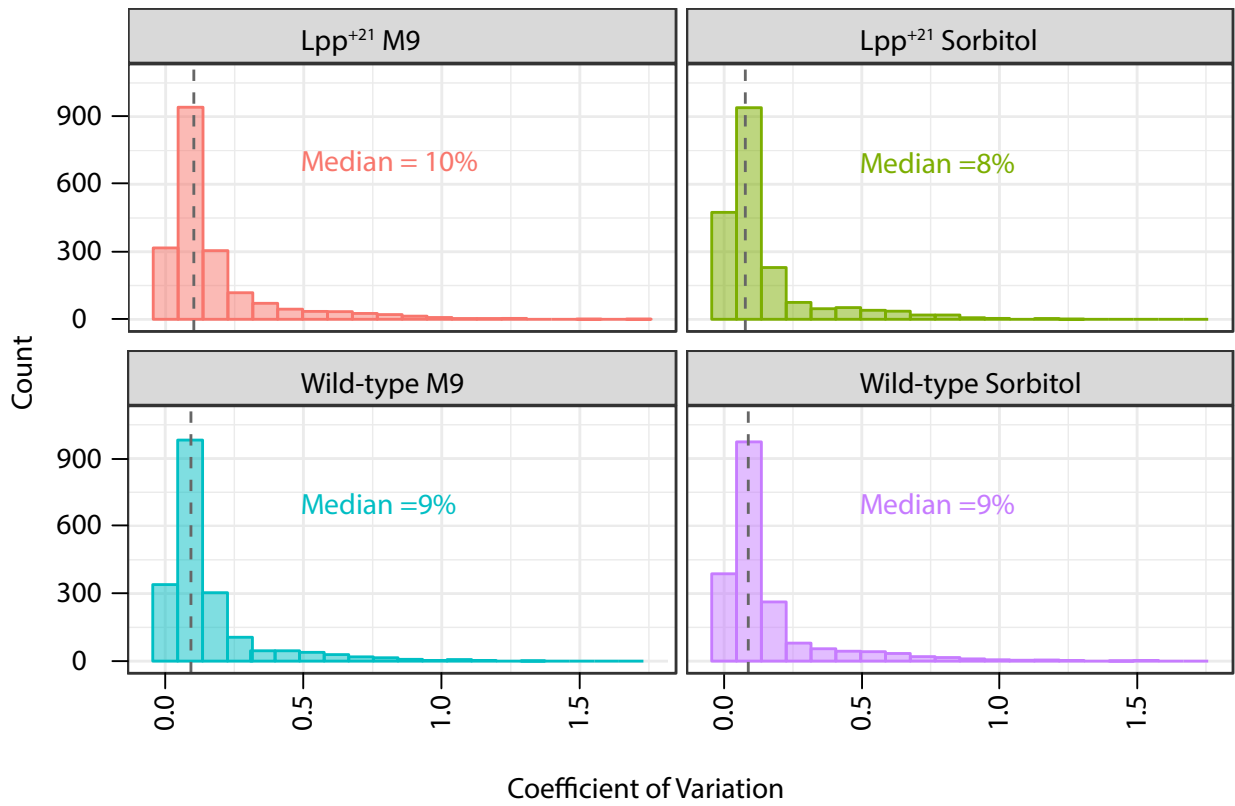 Lpp⁺²¹ M9
Lpp⁺²¹ Sorbitol
900
600
300
0
Median = 10%
Median =8%
Count
Wild-type M9
Wild-type Sorbitol
900
600
300
0
Median =9%
Median =9%
0.0 0.5 1.0 1.5
0.0 0.5 1.0 1.5
Coefficient of Variation